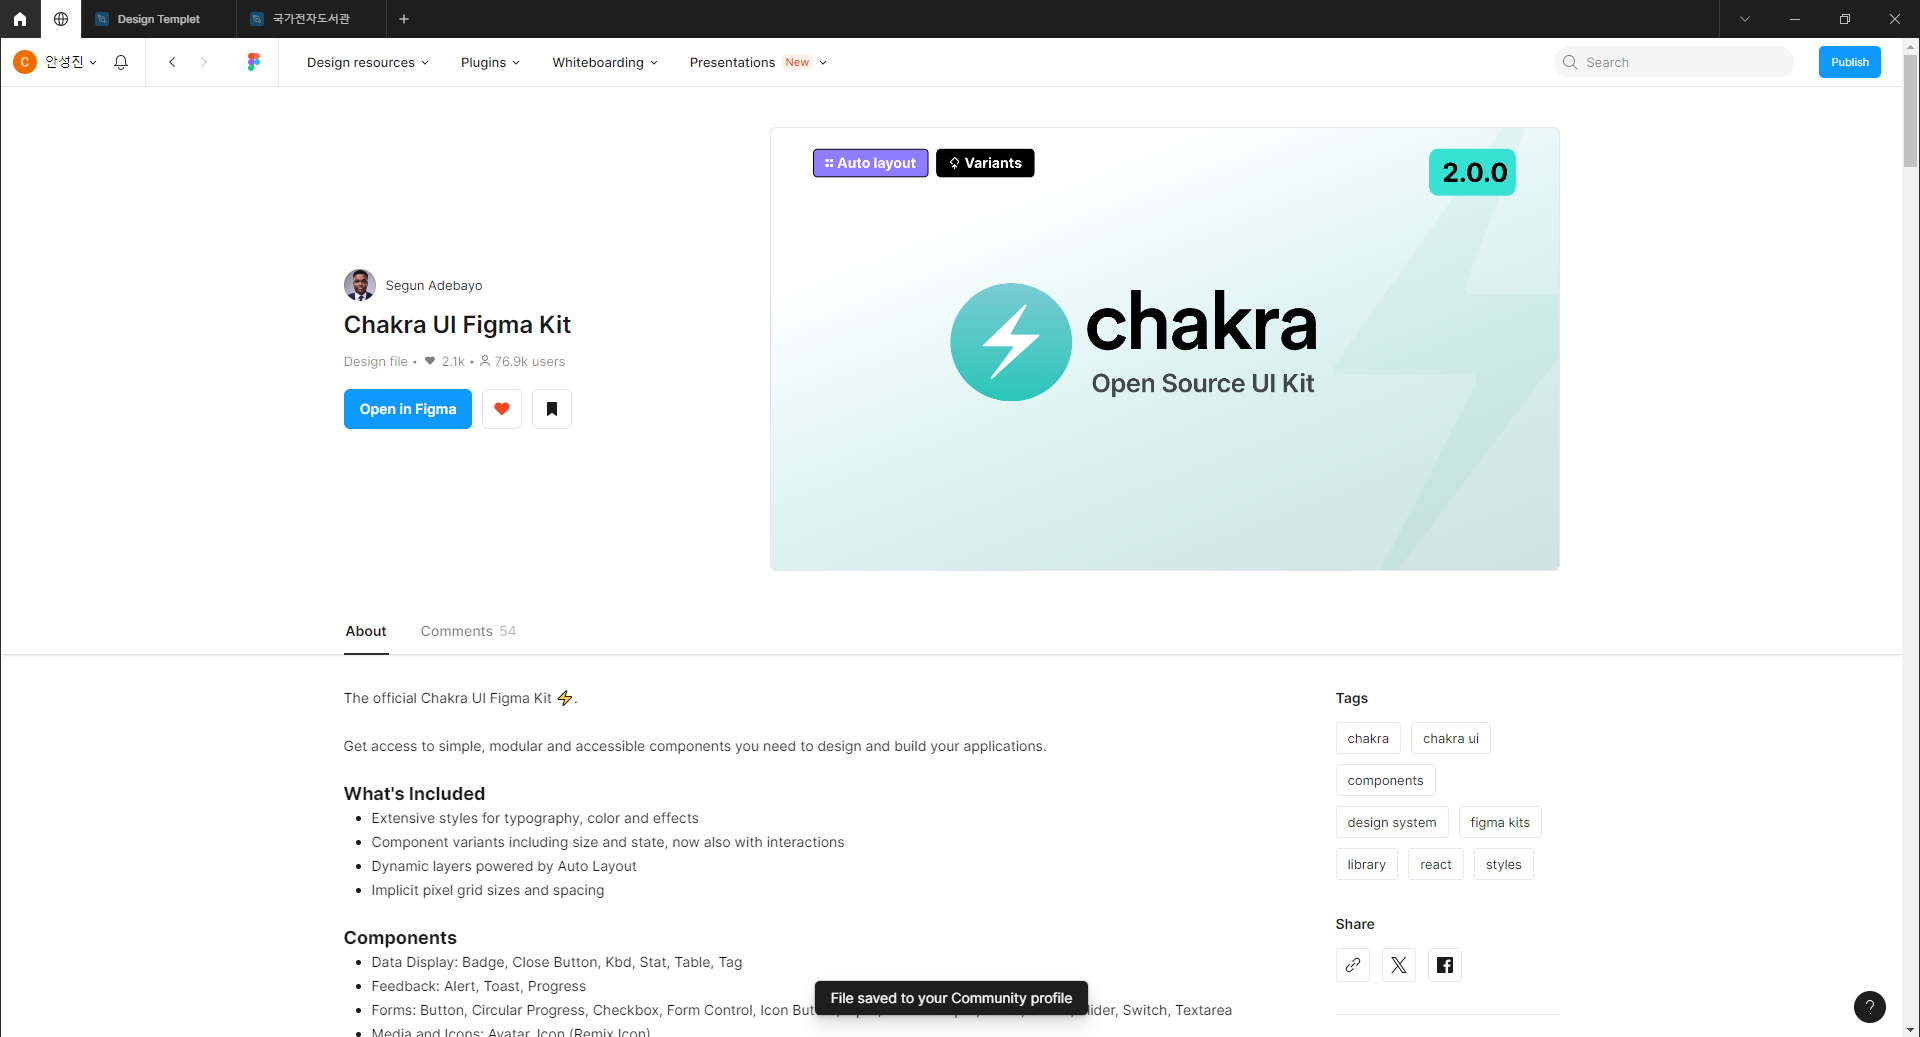 Design Templet
국가전자도서관
C 안성진
Design resources
Plugins
Whiteboarding
Presentations New
Search
Publish
Auto layout
Variants
2.0.0
chakra
Open Source UI Kit
Segun Adebayo
Chakra UI Figma Kit
Design file • 2.1k • 76.9k users
Open in Figma
About
Comments 54
The official Chakra UI Figma Kit ⚡.
Get access to simple, modular and accessible components you need to design and build your applications.
What's Included
• Extensive styles for typography, color and effects
• Component variants including size and state, now also with interactions
• Dynamic layers powered by Auto Layout
• Implicit pixel grid sizes and spacing
Components
• Data Display: Badge, Close Button, Kbd, Stat, Table, Tag
• Feedback: Alert, Toast, Progress
• Forms: Button, Circular Progress, Checkbox, Form Control, Icon Switch, Textarea
• Media and Icons: Avatar, Icon (Remix Icon)
File saved to your Community profile
Tags
chakra
chakra ui
components
design system
figma kits
library
react
styles
Share
?